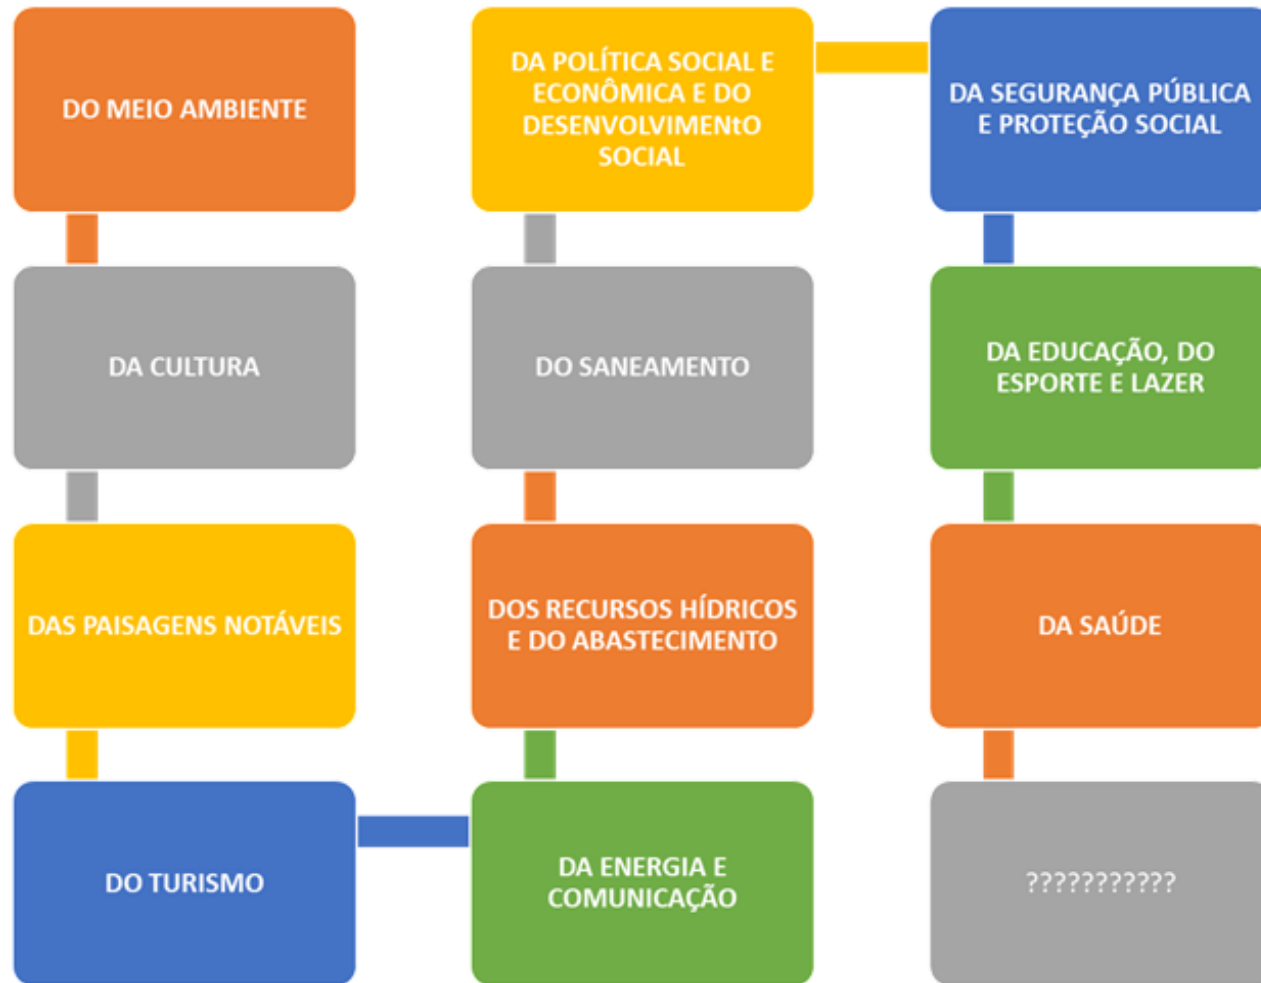 DO MEIO AMBIENTE
DA CULTURA
DAS PAISAGENS NOTÁVEIS
DO TURISMO
DA ENERGIA E
COMUNICAÇÃO
DOS RECURSOS HÍDRICOS
E DO ABASTECIMENTO
DO SANEAMENTO
DA POLÍTICA SOCIAL E
ECONÔMICA E DO
DESENVOLVIMENtO
SOCIAL
DA SEGURANÇA PÚBLICA
E PROTEÇÃO SOCIAL
DA EDUCAÇÃO, DO
ESPORTE E LAZER
DA SAÚDE
???????????